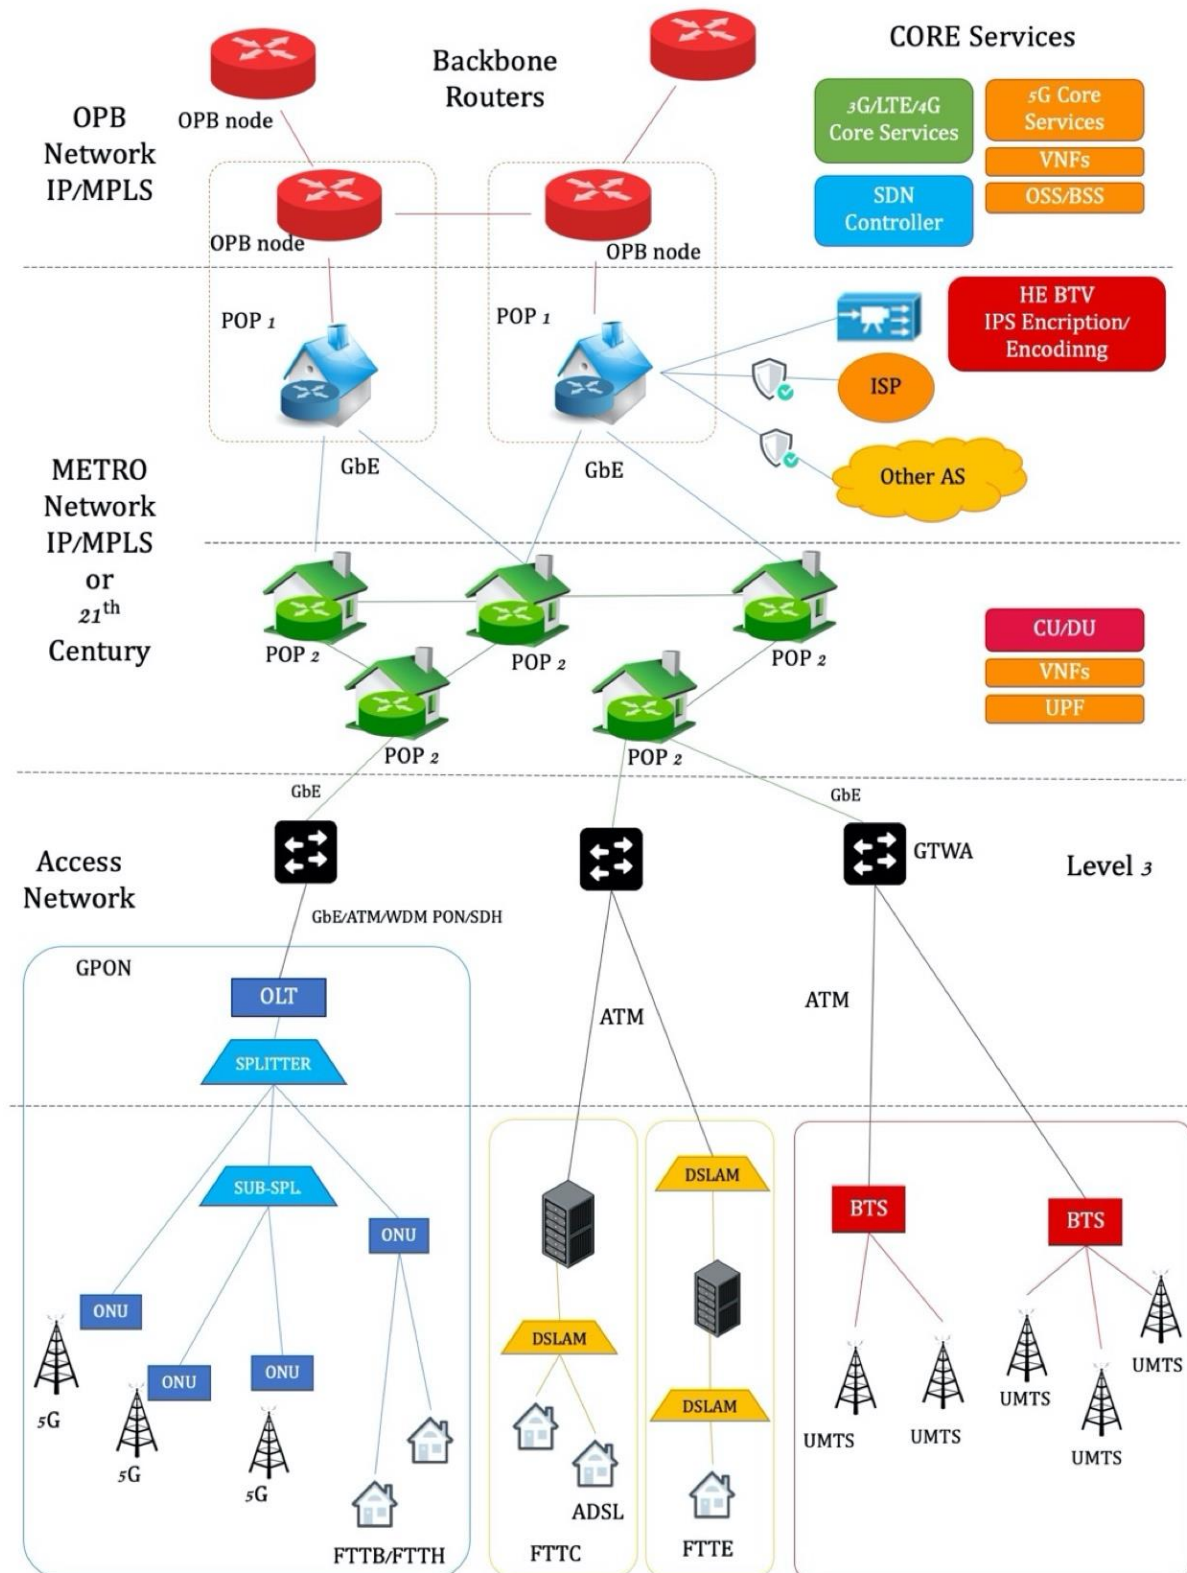 CORE Services
Backbone
Routers
OPB
Network
IP/MPLS
OPB node
3G/LTE/4G
Core Services
5G Core
Services
VNFs
OSS/BSS
SDN
Controller
OPB node
OPB node
POP 1
POP 1
HE BTV
IPS Encription/
Encodinng
ISP
Other AS
GbE
GbE
METRO
Network
IP/MPLS
or
21th
Century
POP 2
POP 2
POP 2
POP 2
POP 2
CU/DU
VNFs
UPF
GbE
GbE
Access
Network
GTWA
Level 3
GbE/ATM/WDM PON/SDH
GPON
OLT
ATM
ATM
SPLITTER
SUB-SPL
DSLAM
BTS
BTS
ONU
ONU
ONU
ONU
DSLAM
DSLAM
5G
5G
5G
UMTS
UMTS
UMTS
UMTS
UMTS
ADSL
FTTB/FTTH
FTTC
FTTE